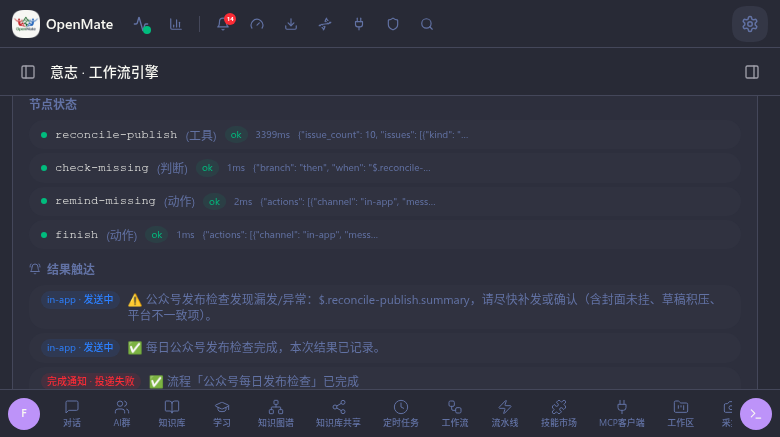 OpenMate
14
意志 · 工作流引擎
节点状态
reconcile-publish (工具) ok 3399ms {"issue_count": 10, "issues": [{"kind": "...
check-missing (判断) ok 1ms {"branch": "then", "when": "$.reconcile-...
remind-missing (动作) ok 2ms {"actions": [{"channel": "in-app", "mess...
finish (动作) ok 1ms {"actions": [{"channel": "in-app", "mess...
结果触达
in-app · 发送中 ⚠️ 公众号发布检查发现漏发/异常：$.reconcile-publish.summary，请尽快补发或确认（含封面未挂、草稿积压、
平台不一致项）。
in-app · 发送中 ✅ 每日公众号发布检查完成，本次结果已记录。
完成通知 · 投递失败 ✅ 流程「公众号每日发布检查」已完成
F
对话 AI群 知识库 学习 知识图谱 知识库共享 定时任务 工作流 流水线 技能市场 MCP客户端 工作区 采